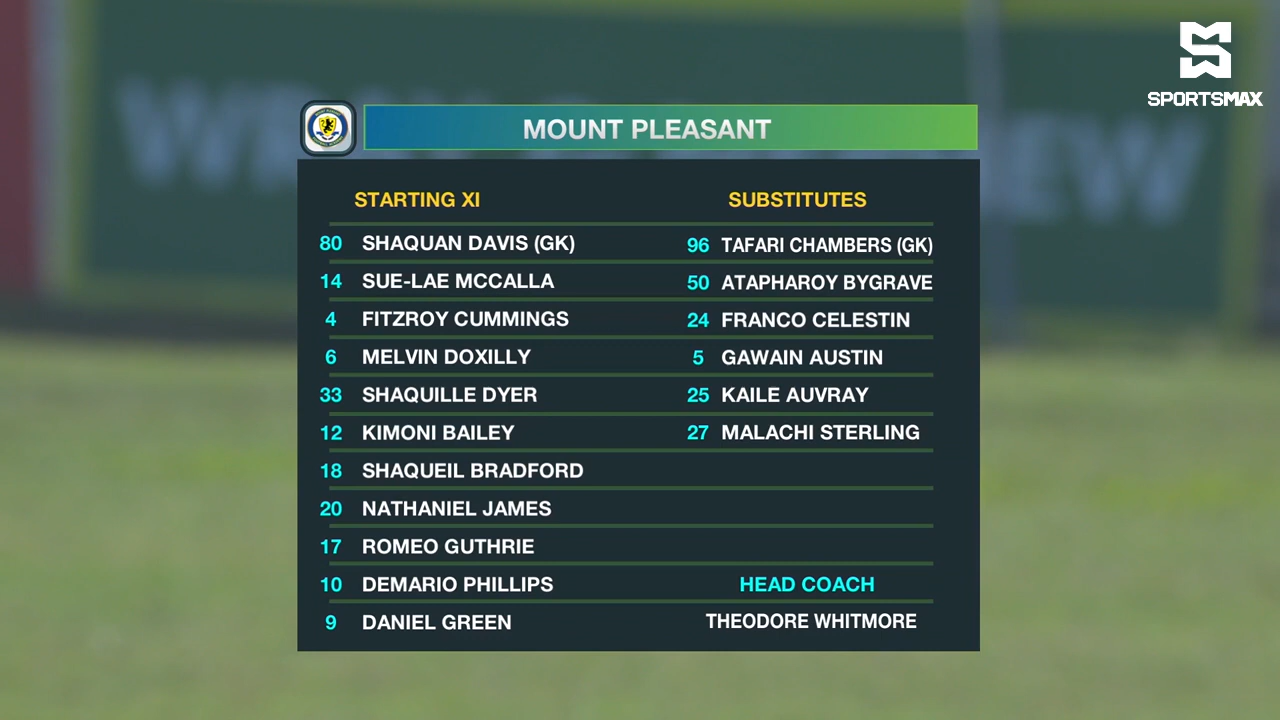 SPORTSMAX
MOUNT PLEASANT
STARTING XI
80 SHAQUAN DAVIS (GK)
14 SUE-LAE MCCALLA
4 FITZROY CUMMINGS
6 MELVIN DOXILLY
33 SHAQUILLE DYER
12 KIMONI BAILEY
18 SHAQUEIL BRADFORD
20 NATHANIEL JAMES
17 ROMEO GUTHRIE
10 DEMARIO PHILLIPS
9 DANIEL GREEN
SUBSTITUTES
96 TAFARI CHAMBERS (GK)
50 ATAPHAROY BYGRAVE
24 FRANCO CELESTIN
5 GAWAIN AUSTIN
25 KAILE AUVRAY
27 MALACHI STERLING
HEAD COACH
THEODORE WHITMORE